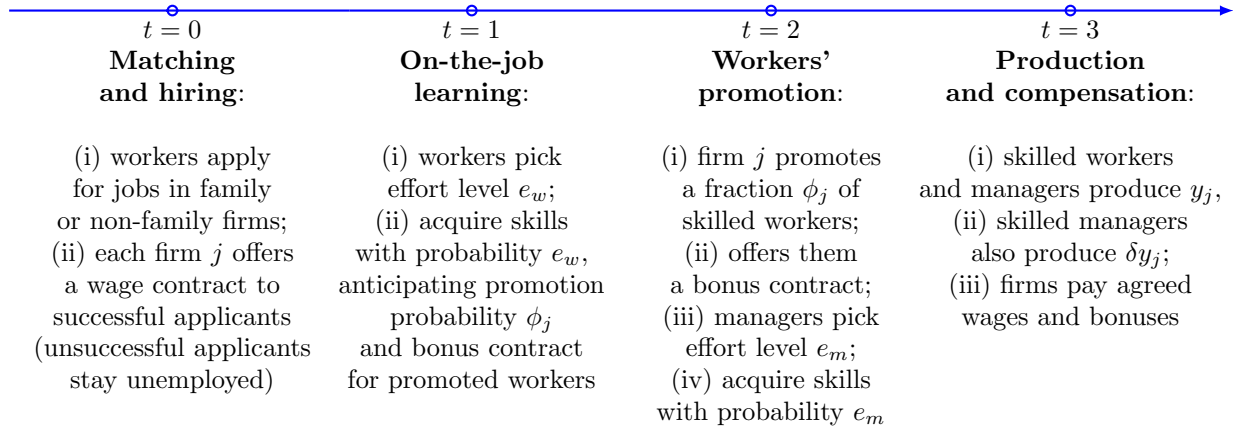 t = 0
Matching
and hiring:
(i) workers apply
for jobs in family
or non-family firms;
(ii) each firm j offers
a wage contract to
successful applicants
(unsuccessful applicants
stay unemployed)
t = 1
On-the-job
learning:
(i) workers pick
effort level e_w;
(ii) acquire skills
with probability e_w,
anticipating promotion
probability ϕ_j
and bonus contract
for promoted workers
t = 2
Workers'
promotion:
(i) firm j promotes
a fraction ϕ_j of
skilled workers;
(ii) offers them
a bonus contract;
(iii) managers pick
effort level e_m;
(iv) acquire skills
with probability e_m
t = 3
Production
and compensation:
(i) skilled workers
and managers produce y_j,
(ii) skilled managers
also produce δy_j;
(iii) firms pay agreed
wages and bonuses